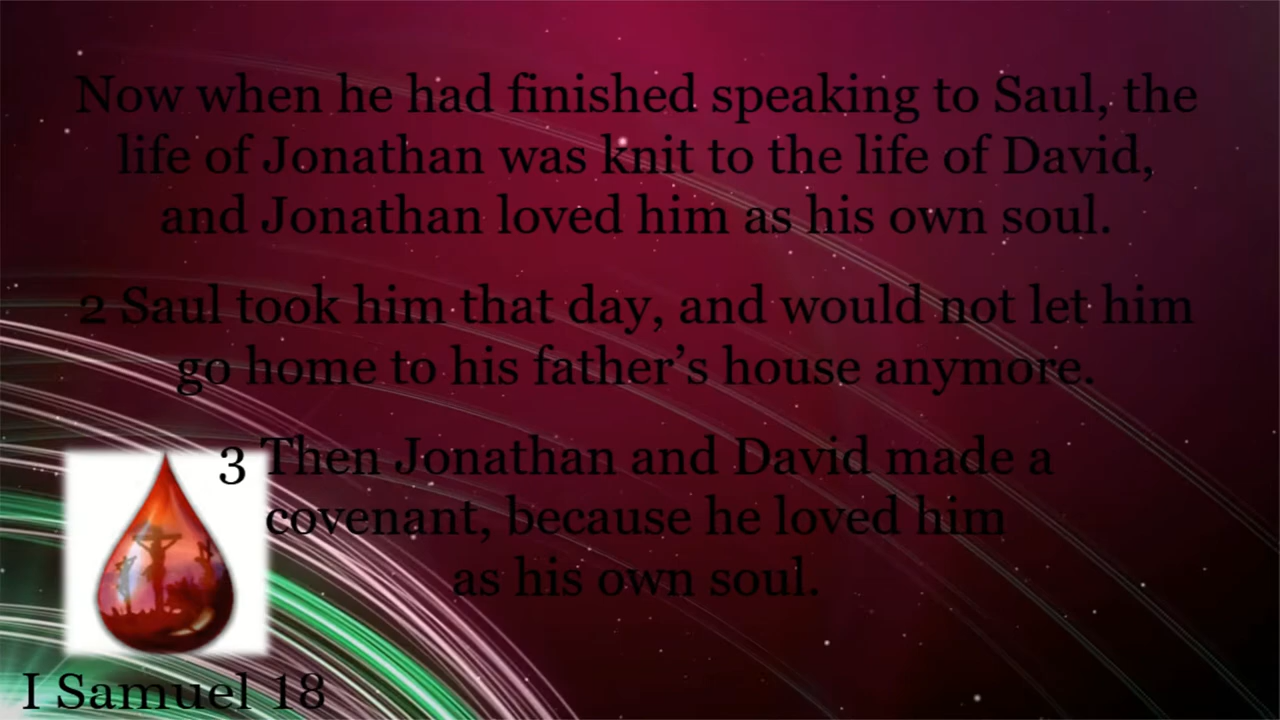 Now when he had finished speaking to Saul, the
life of Jonathan was knit to the life of David,
and Jonathan loved him as his own soul.
2 Saul took him that day, and would not let him
go home to his father’s house anymore.
3 Then Jonathan and David made a
covenant, because he loved him
as his own soul.
I Samuel 18